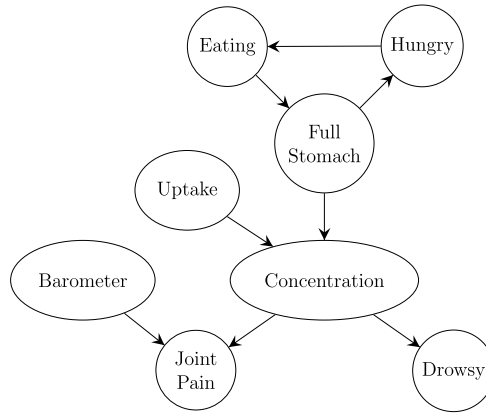 Eating
Hungry
Full
Stomach
Uptake
Barometer
Concentration
Joint
Pain
Drowsy